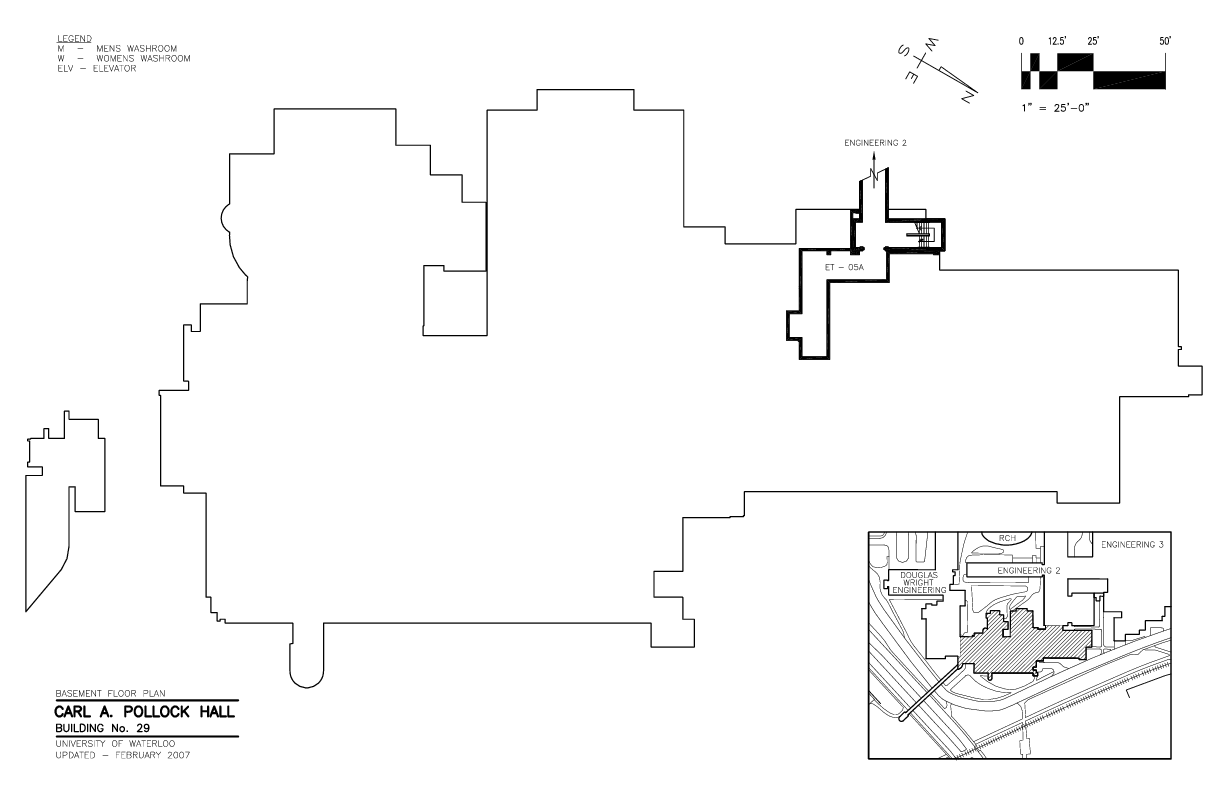 LEGEND
M – MENS WASHROOM
W – WOMENS WASHROOM
ELV – ELEVATOR
S W
E N
0 12.5' 25' 50'
1" = 25'-0"
ENGINEERING 2
N
ET – 05A
RCH
ENGINEERING 3
ENGINEERING 2
DOUGLAS
WRIGHT
ENGINEERING
BASEMENT FLOOR PLAN
CARL A. POLLOCK HALL
BUILDING No. 29
UNIVERSITY OF WATERLOO
UPDATED – FEBRUARY 2007